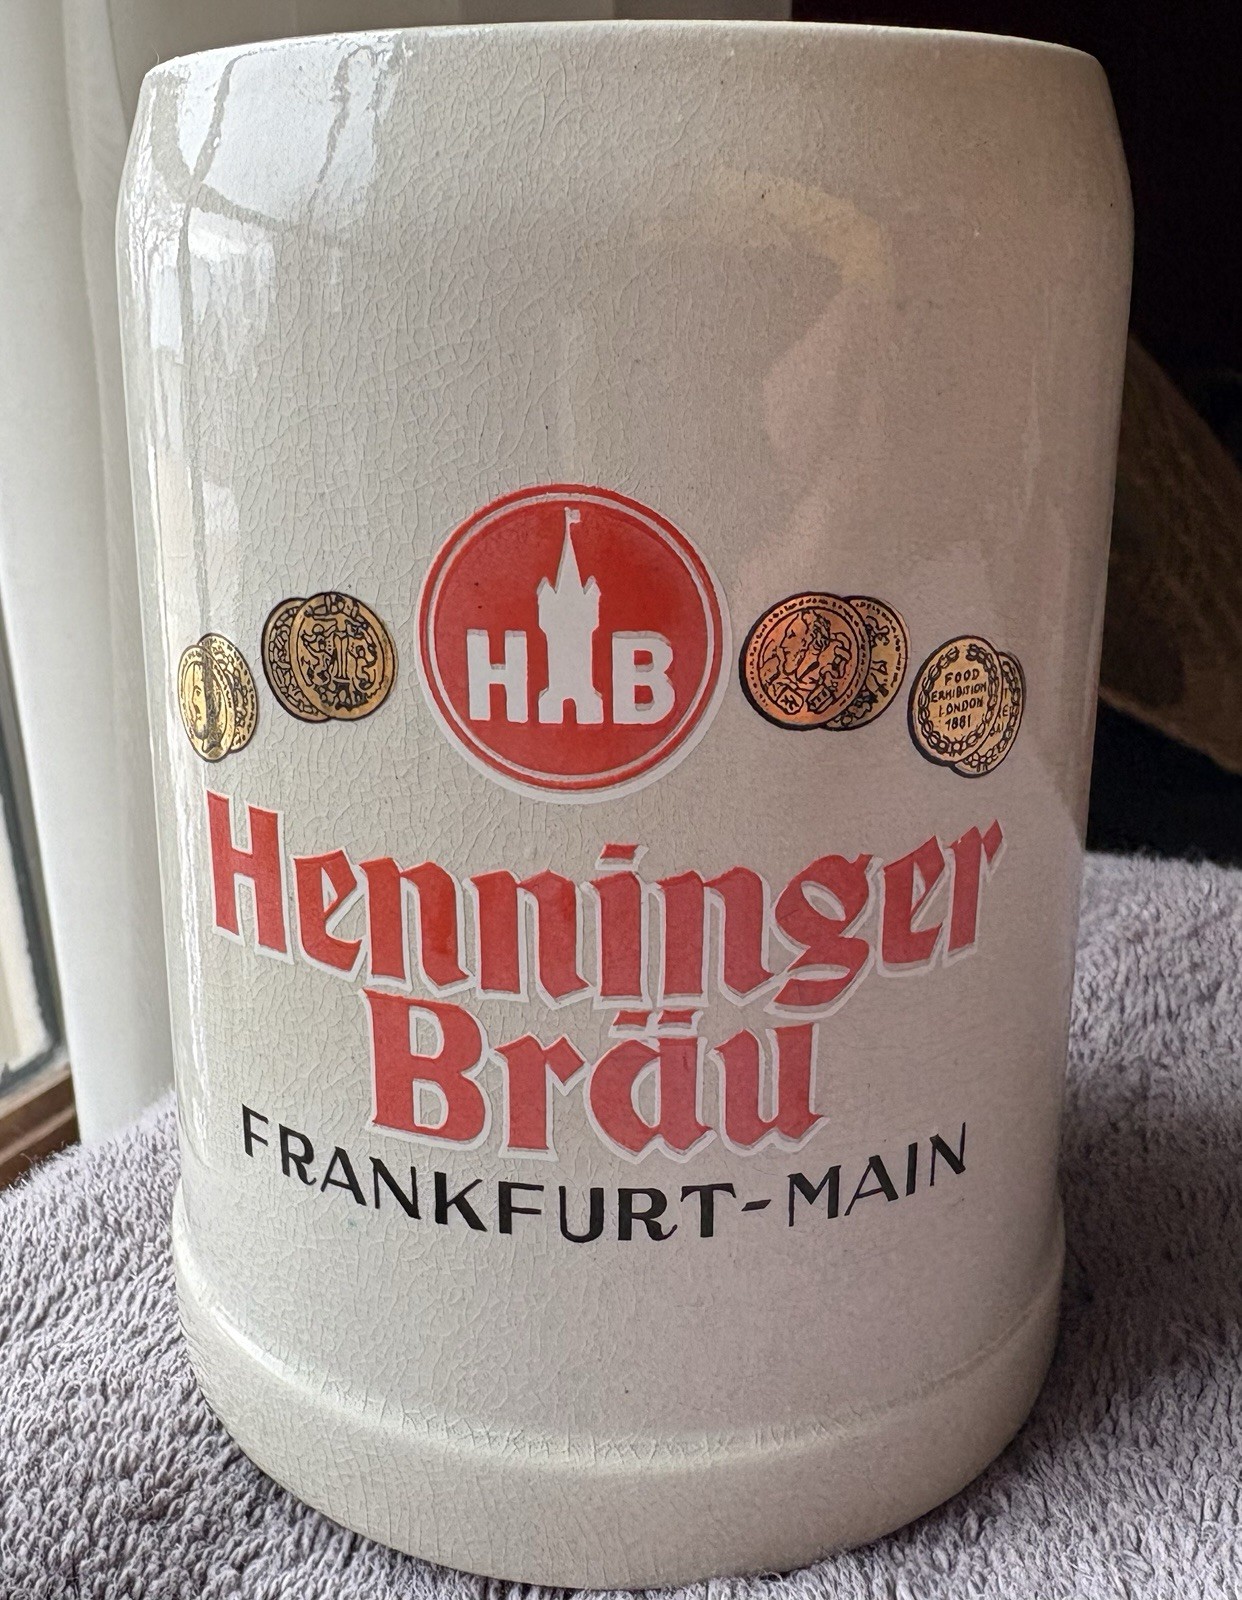 HB
FOOD
EXHIBITION
LONDON
1881
Henninger
Bräu
FRANKFURT-MAIN